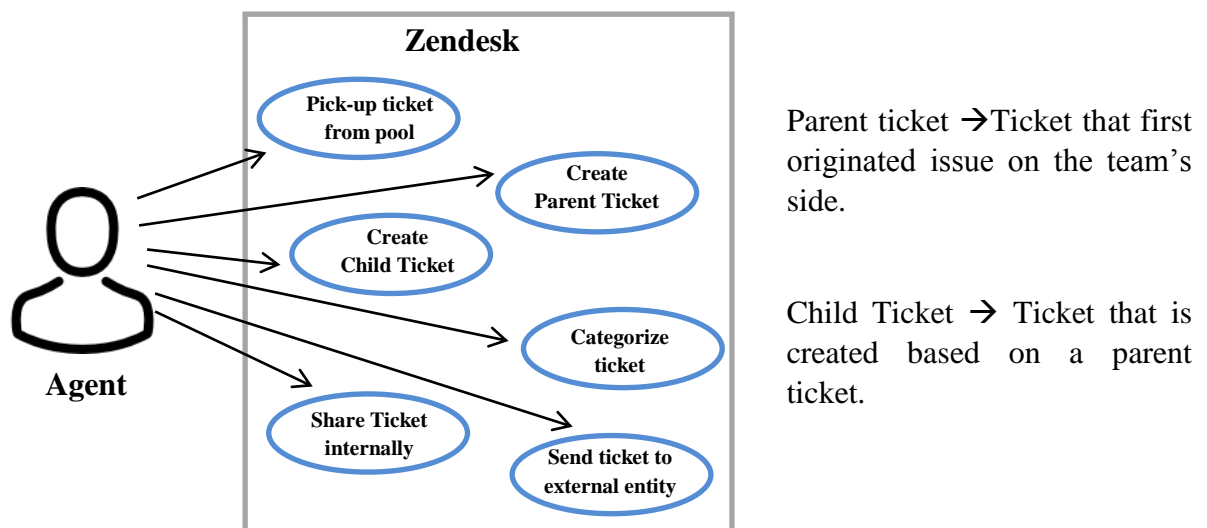 Zendesk
Pick-up ticket
from pool
Create
Parent Ticket
Create
Child Ticket
Categorize
ticket
Share Ticket
internally
Send ticket to
external entity
Agent
Parent ticket →Ticket that first
originated issue on the team’s
side.
Child Ticket → Ticket that is
created based on a parent
ticket.